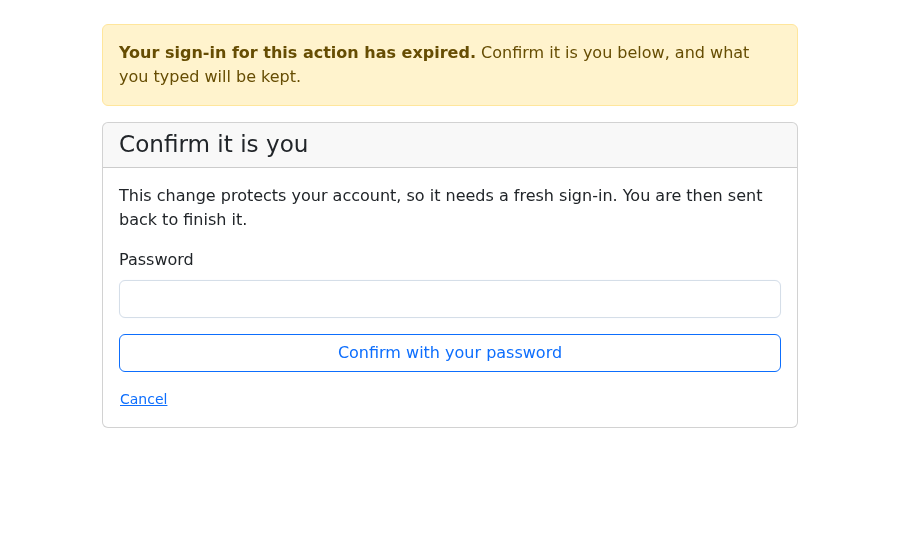 Your sign-in for this action has expired. Confirm it is you below, and what
you typed will be kept.
Confirm it is you
This change protects your account, so it needs a fresh sign-in. You are then sent
back to finish it.
Password
Confirm with your password
Cancel